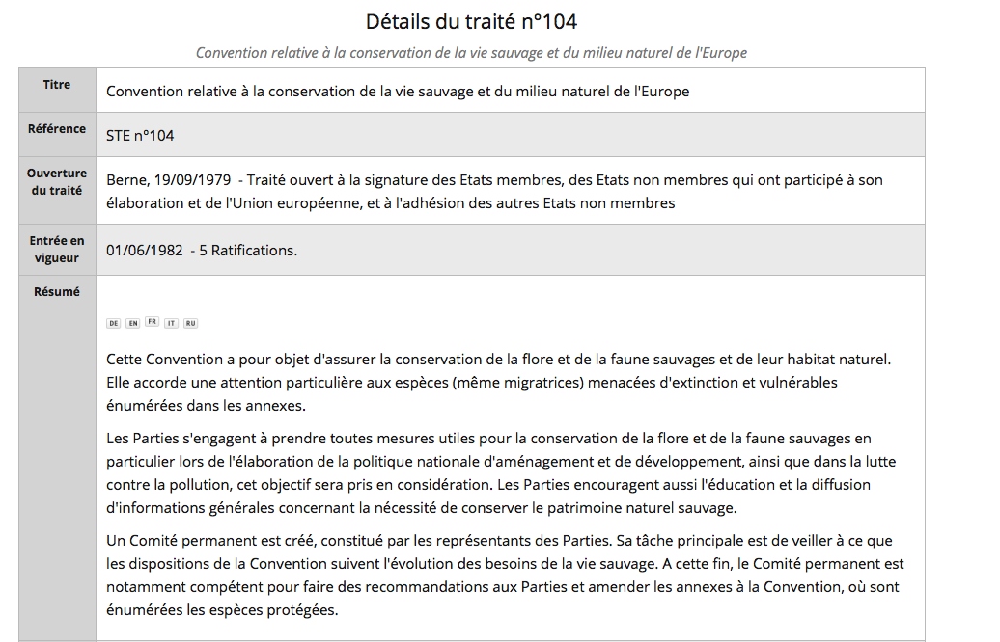 Détails du traité n°104
Convention relative à la conservation de la vie sauvage et du milieu naturel de l'Europe
Titre
Convention relative à la conservation de la vie sauvage et du milieu naturel de l'Europe
Référence
STE n°104
Ouverture
du traité
Berne, 19/09/1979 - Traité ouvert à la signature des Etats membres, des Etats non membres qui ont participé à son
élaboration et de l'Union européenne, et à l'adhésion des autres Etats non membres
Entrée en
vigueur
01/06/1982 - 5 Ratifications.
Résumé
DE EN FR IT RU
Cette Convention a pour objet d'assurer la conservation de la flore et de la faune sauvages et de leur habitat naturel.
Elle accorde une attention particulière aux espèces (même migratrices) menacées d'extinction et vulnérables
énumérées dans les annexes.
Les Parties s'engagent à prendre toutes mesures utiles pour la conservation de la flore et de la faune sauvages en
particulier lors de l'élaboration de la politique nationale d'aménagement et de développement, ainsi que dans la lutte
contre la pollution, cet objectif sera pris en considération. Les Parties encouragent aussi l'éducation et la diffusion
d'informations générales concernant la nécessité de conserver le patrimoine naturel sauvage.
Un Comité permanent est créé, constitué par les représentants des Parties. Sa tâche principale est de veiller à ce que
les dispositions de la Convention suivent l'évolution des besoins de la vie sauvage. A cette fin, le Comité permanent est
notamment compétent pour faire des recommandations aux Parties et amender les annexes à la Convention, où sont
énumérées les espèces protégées.